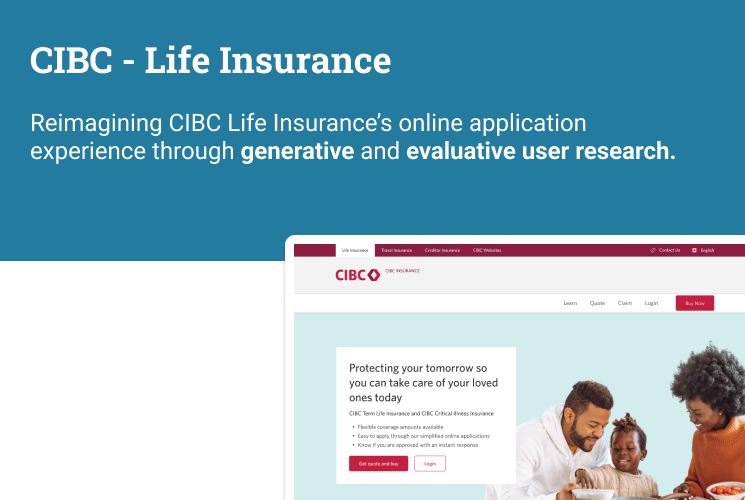 CIBC - Life Insurance
Reimagining CIBC Life Insurance's online application
experience through generative and evaluative user research.
Life Insurance Travel Insurance Creditor Insurance CIBC Websites Contact Us English
CIBC CIBC INSURANCE
Learn Quote Claim Login Buy Now
Protecting your tomorrow so
you can take care of your loved
ones today
CIBC Term Life Insurance and CIBC Critical Illness Insurance
• Flexible coverage amounts available
• Easy to apply through our simplified online applications
• Know if you are approved with an instant response
Get quote and buy Login